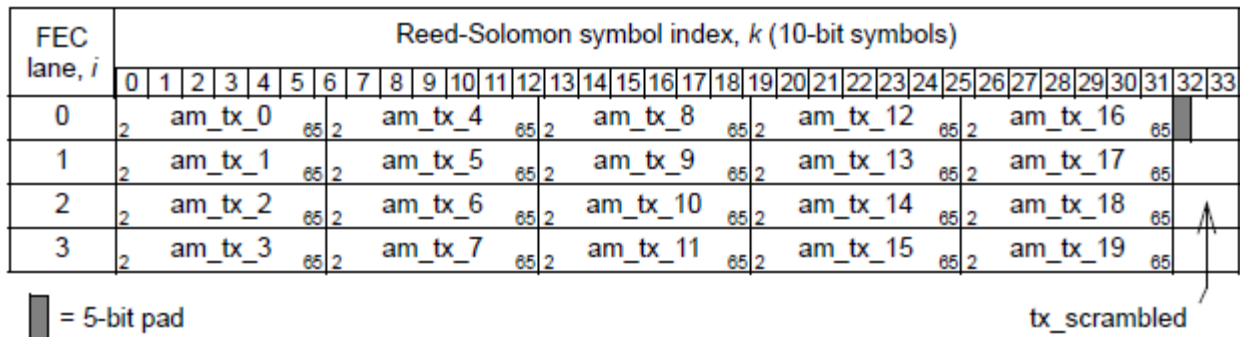 FEC lane, i Reed-Solomon symbol index, k (10-bit symbols)
0 1 2 3 4 5 6 7 8 9 10 11 12 13 14 15 16 17 18 19 20 21 22 23 24 25 26 27 28 29 30 31 32 33
0 2 am_tx_0 65 2 am_tx_4 65 2 am_tx_8 65 2 am_tx_12 65 2 am_tx_16 65
1 2 am_tx_1 65 2 am_tx_5 65 2 am_tx_9 65 2 am_tx_13 65 2 am_tx_17 65
2 2 am_tx_2 65 2 am_tx_6 65 2 am_tx_10 65 2 am_tx_14 65 2 am_tx_18 65
3 2 am_tx_3 65 2 am_tx_7 65 2 am_tx_11 65 2 am_tx_15 65 2 am_tx_19 65
= 5-bit pad tx_scrambled